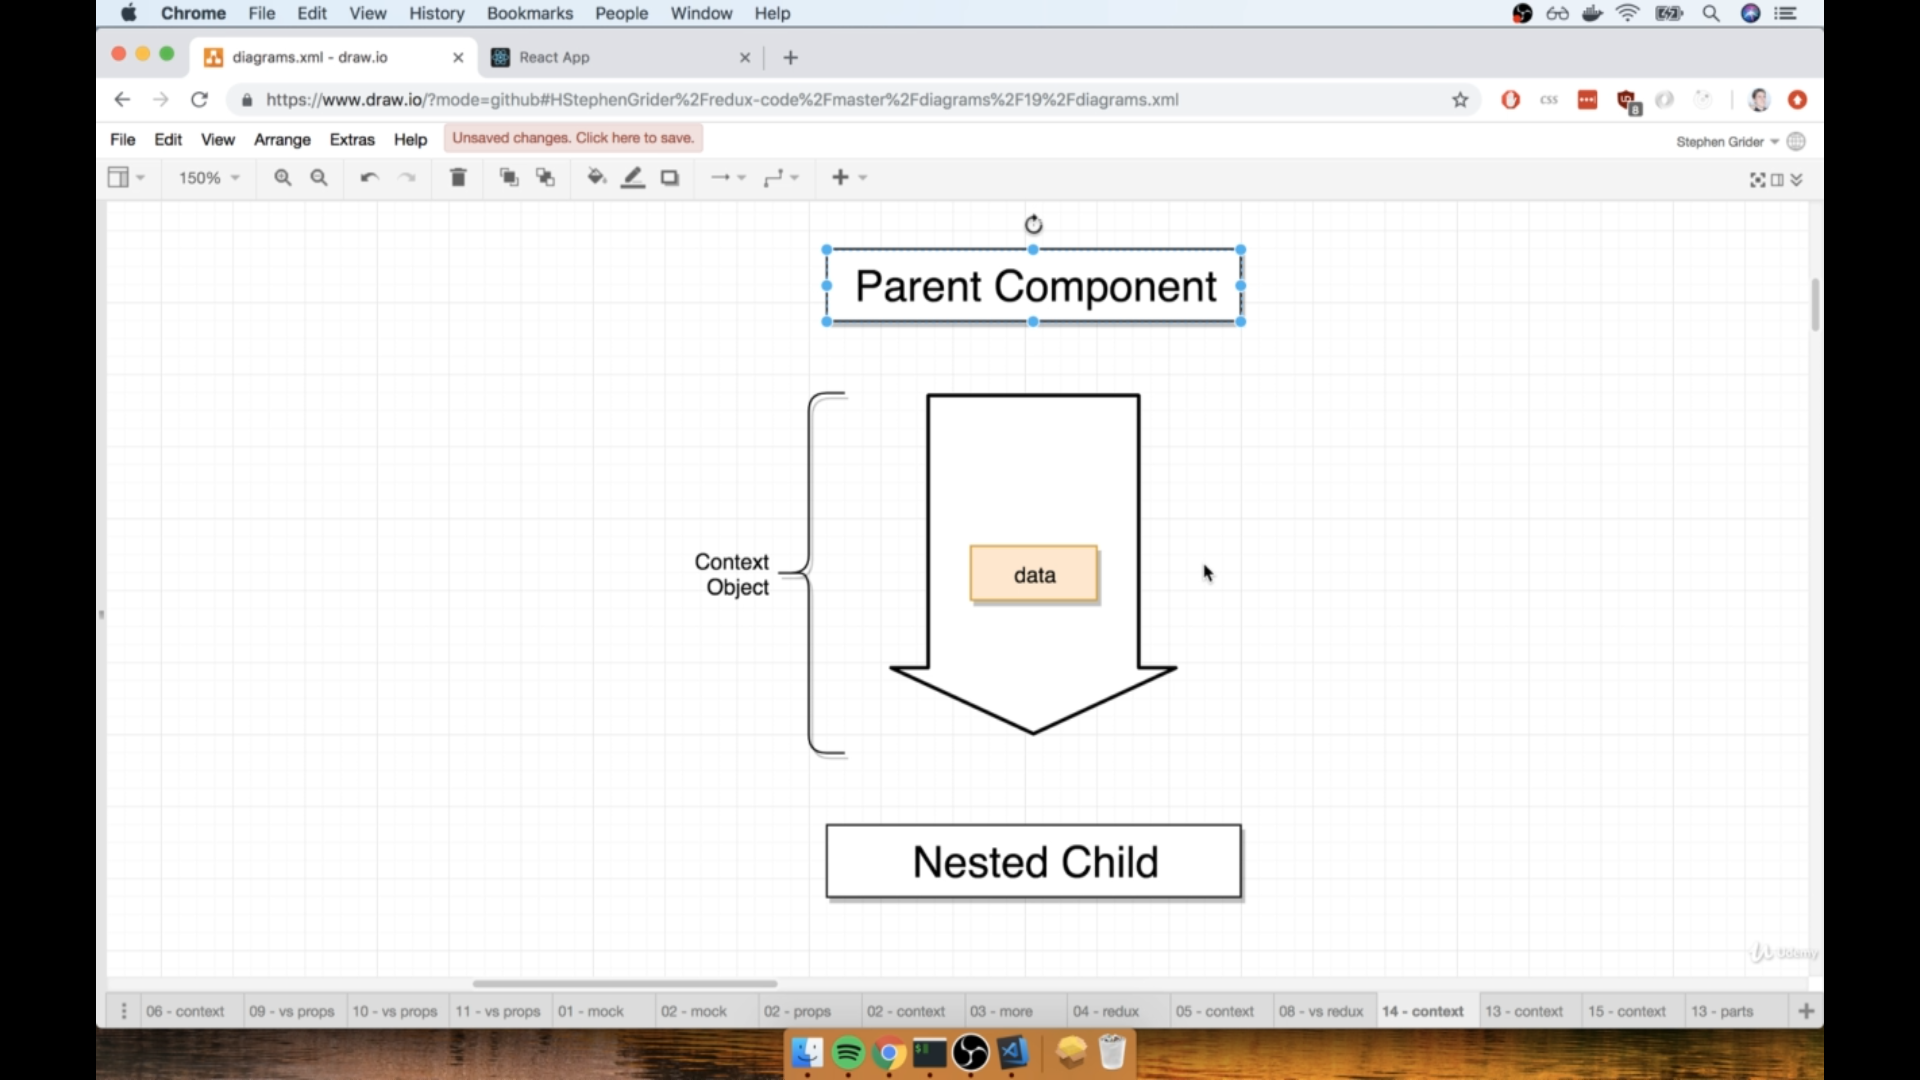 Chrome File Edit View History Bookmarks People Window Help
diagrams.xml - draw.io
React App
https://www.draw.io/?mode=github#HStephenGrider%2Fredux-code%2Fmaster%2Fdiagrams%2F19%2Fdiagrams.xml
css
8
File Edit View Arrange Extras Help Unsaved changes. Click here to save.
Stephen Grider
150%
Parent Component
Context
Object
data
Nested Child
Udemy
06 - context 09 - vs props 10 - vs props 11 - vs props 01 - mock 02 - mock 02 - props 02 - context 03 - more 04 - redux 05 - context 08 - vs redux 14 - context 13 - context 15 - context 13 - parts